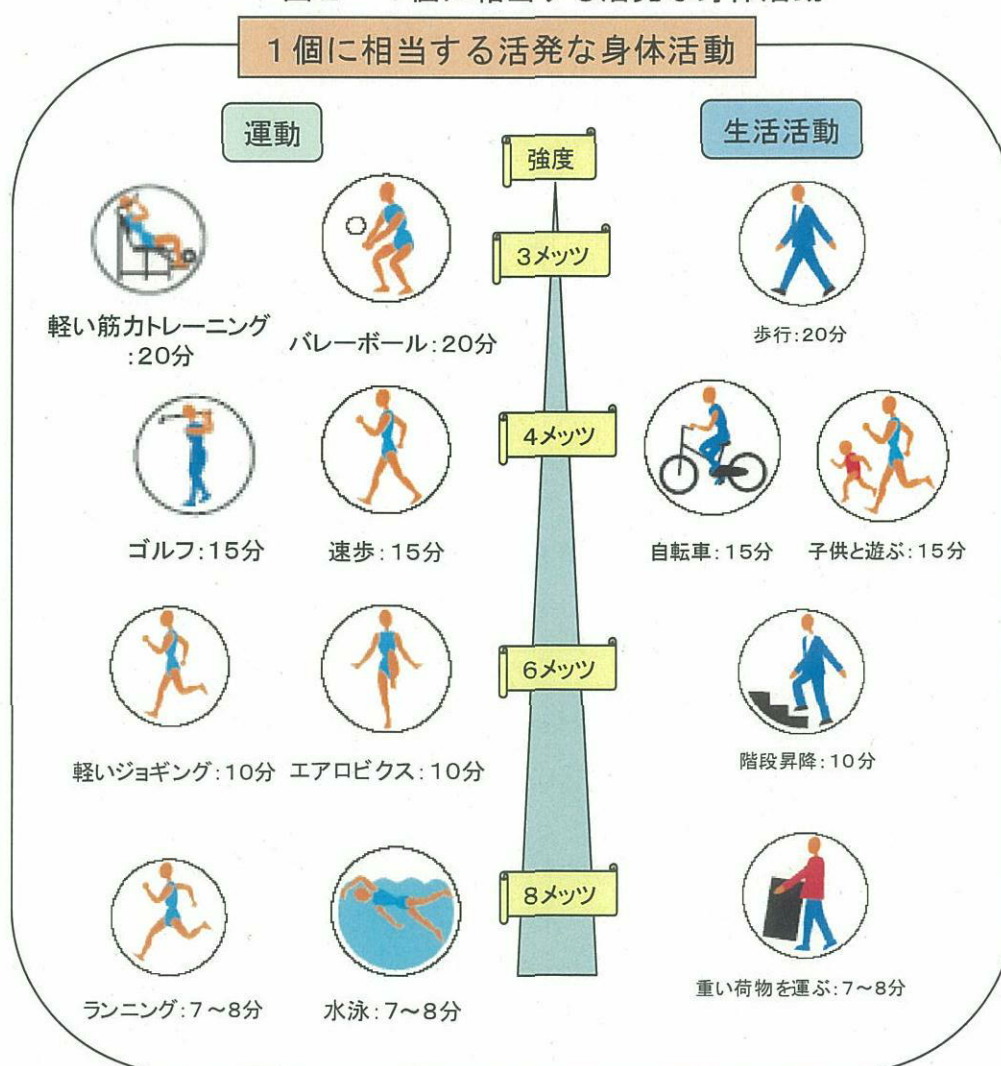 1個に相当する活発な身体活動
運動
生活活動
強度
3メッツ
軽い筋力トレーニング
:20分
バレーボール:20分
歩行:20分
4メッツ
ゴルフ:15分
速歩:15分
自転車:15分
子供と遊ぶ:15分
6メッツ
軽いジョギング:10分
エアロビクス:10分
階段昇降:10分
8メッツ
ランニング:7~8分
水泳:7~8分
重い荷物を運ぶ:7~8分